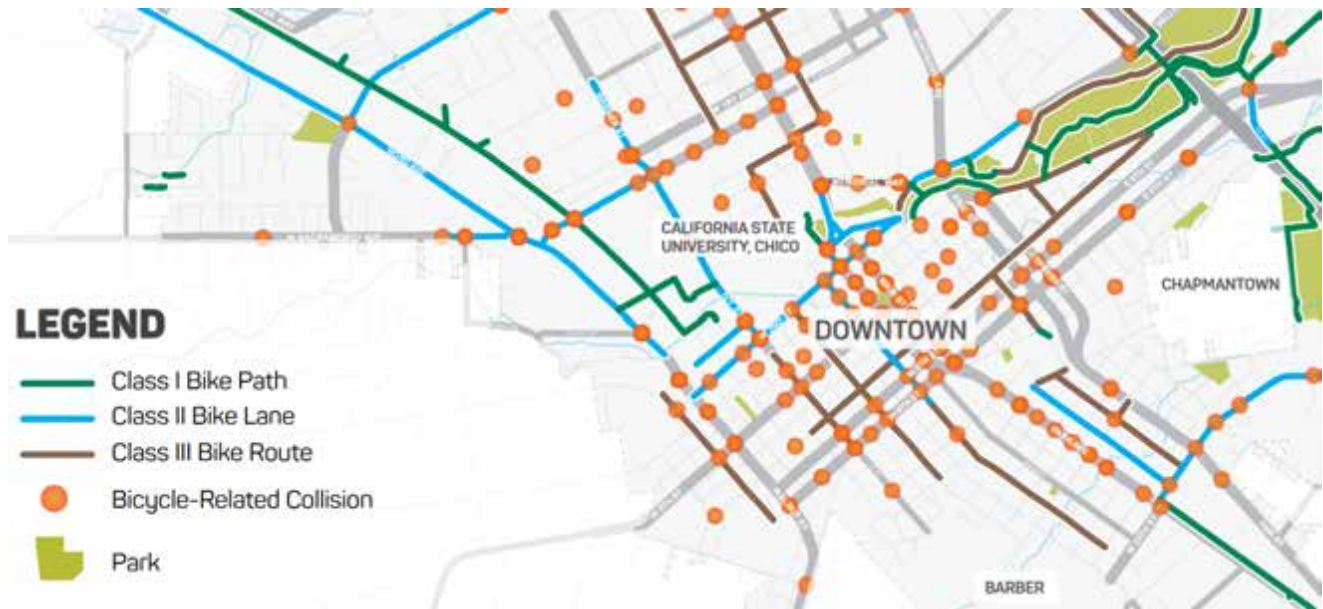 CALIFORNIA STATE
UNIVERSITY, CHICO
CHAPMANTOWN
DOWNTOWN
BARBER
LEGEND
Class I Bike Path
Class II Bike Lane
Class III Bike Route
Bicycle-Related Collision
Park